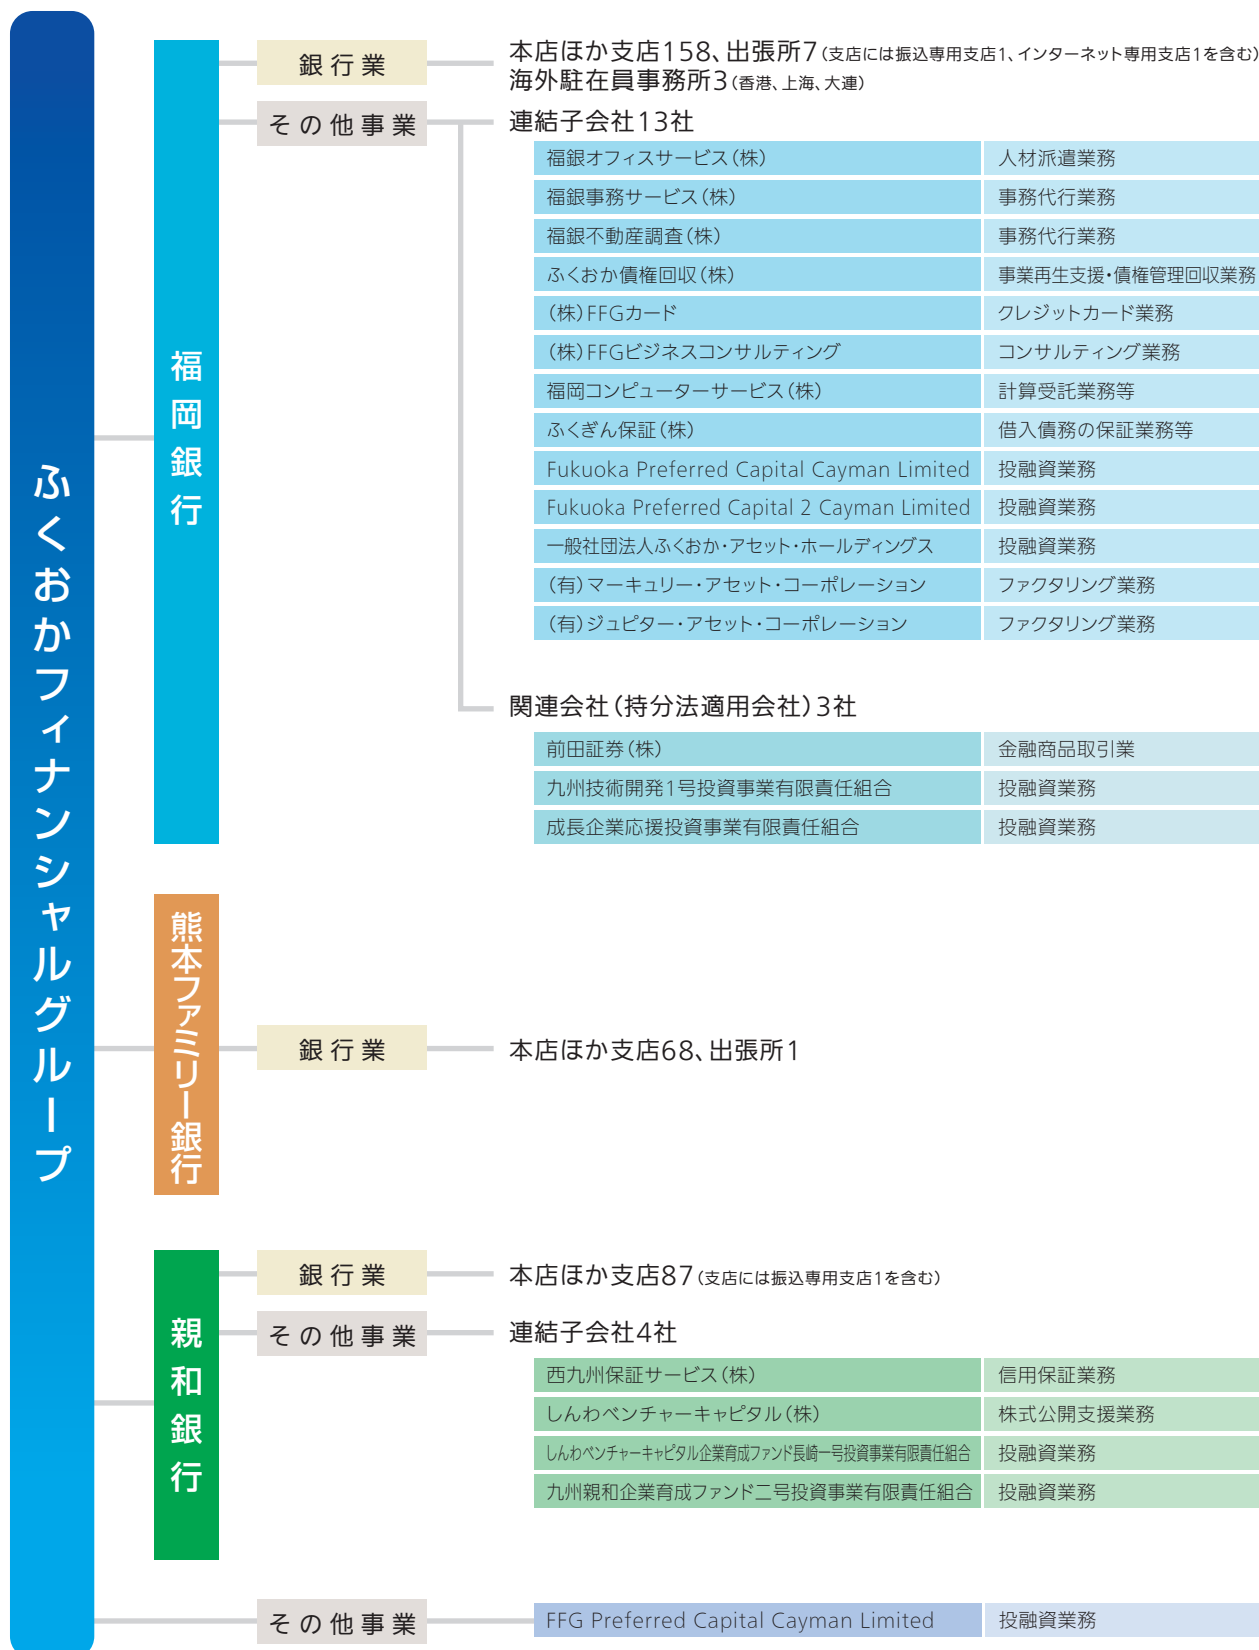 ふくおかフィナンシャルグループ
福岡銀行
銀行業
本店ほか支店158、出張所7（支店には振込専用支店1、インターネット専用支店1を含む）
海外駐在員事務所3（香港、上海、大連）
その他事業
連結子会社13社
福銀オフィスサービス（株） 人材派遣業務
福銀事務サービス（株） 事務代行業務
福銀不動産調査（株） 事務代行業務
ふくおか債権回収（株） 事業再生支援・債権管理回収業務
（株）FFGカード クレジットカード業務
（株）FFGビジネスコンサルティング コンサルティング業務
福岡コンピューターサービス（株） 計算受託業務等
ふくぎん保証（株） 借入債務の保証業務等
Fukuoka Preferred Capital Cayman Limited 投融資業務
Fukuoka Preferred Capital 2 Cayman Limited 投融資業務
一般社団法人ふくおか・アセット・ホールディングス 投融資業務
（有）マーキュリー・アセット・コーポレーション ファクタリング業務
（有）ジュピター・アセット・コーポレーション ファクタリング業務
関連会社（持分法適用会社）3社
前田証券（株） 金融商品取引業
九州技術開発1号投資事業有限責任組合 投融資業務
成長企業応援投資事業有限責任組合 投融資業務
熊本ファミリー銀行
銀行業
本店ほか支店68、出張所1
親和銀行
銀行業
本店ほか支店87（支店には振込専用支店1を含む）
その他事業
連結子会社4社
西九州保証サービス（株） 信用保証業務
しんわベンチャーキャピタル（株） 株式公開支援業務
しんわベンチャーキャピタル企業育成ファンド長崎一号投資事業有限責任組合 投融資業務
九州親和企業育成ファンド二号投資事業有限責任組合 投融資業務
その他事業
FFG Preferred Capital Cayman Limited 投融資業務